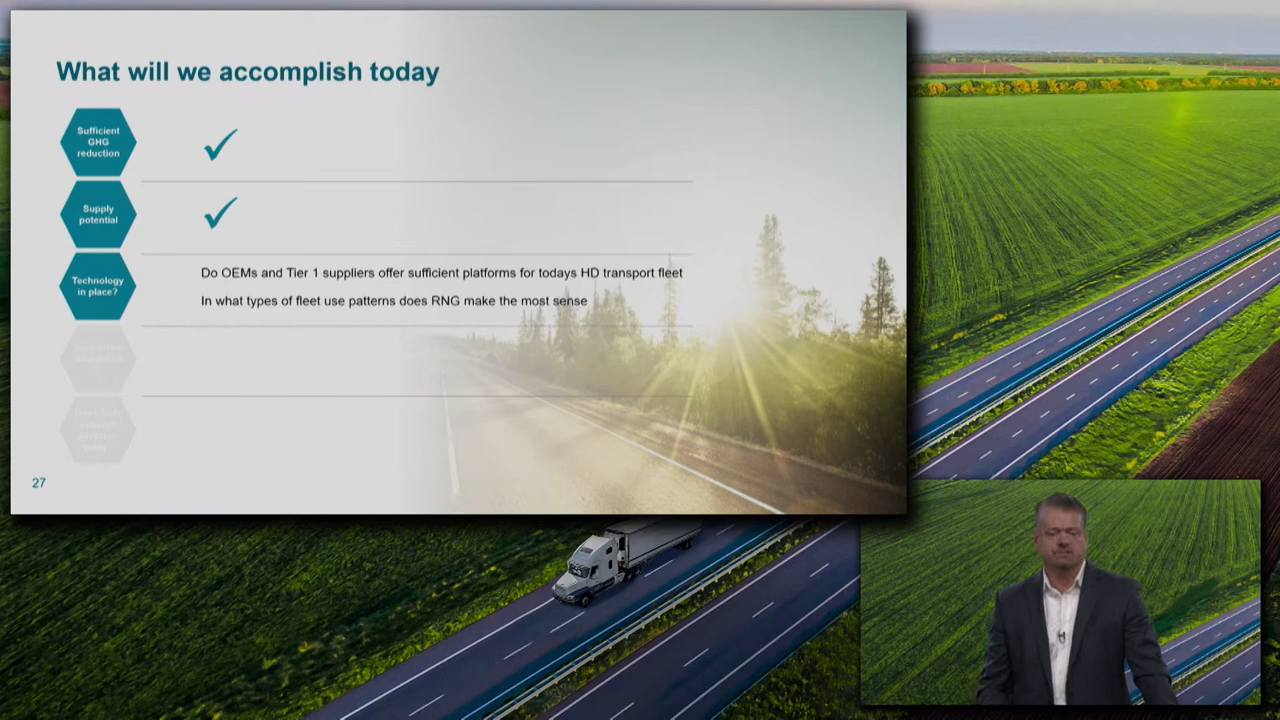 What will we accomplish today
Sufficient
GHG
reduction
Supply
potential
Technology
in place?
Do OEMs and Tier 1 suppliers offer sufficient platforms for todays HD transport fleet
In what types of fleet use patterns does RNG make the most sense
27